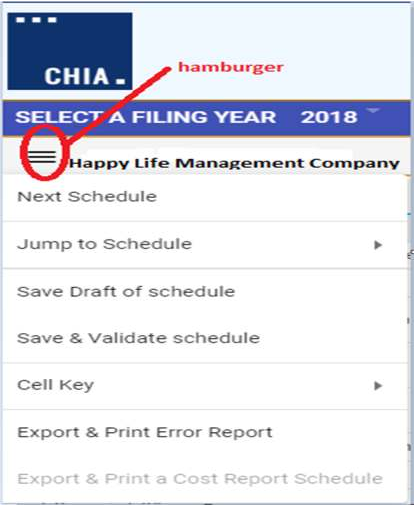 CHIA
hamburger
SELECT A FILING YEAR 2018
Happy Life Management Company
Next Schedule
Jump to Schedule
Save Draft of schedule
Save & Validate schedule
Cell Key
Export & Print Error Report
Export & Print a Cost Report Schedule